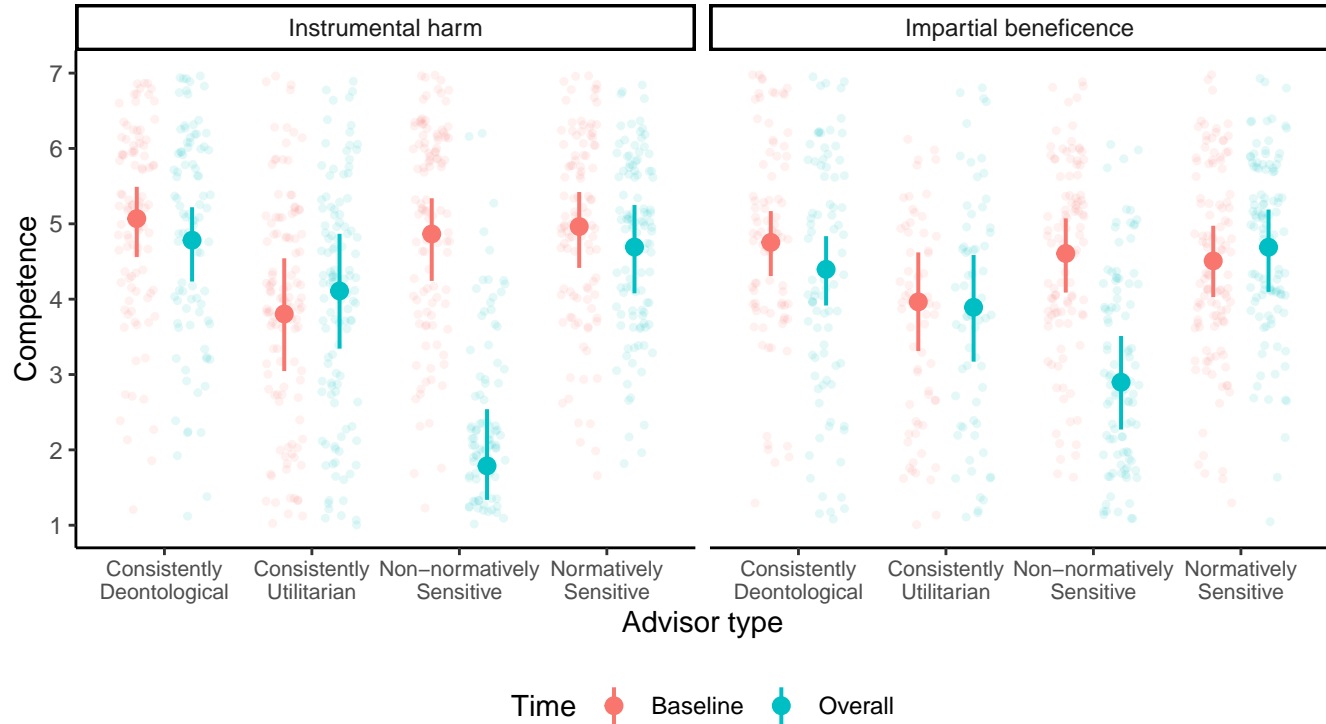 Instrumental harm
Impartial beneficence
Competence
7
6
5
4
3
2
1
Consistently
Deontological
Consistently
Utilitarian
Non−normatively
Sensitive
Normatively
Sensitive
Consistently
Deontological
Consistently
Utilitarian
Non−normatively
Sensitive
Normatively
Sensitive
Advisor type
Time Baseline Overall